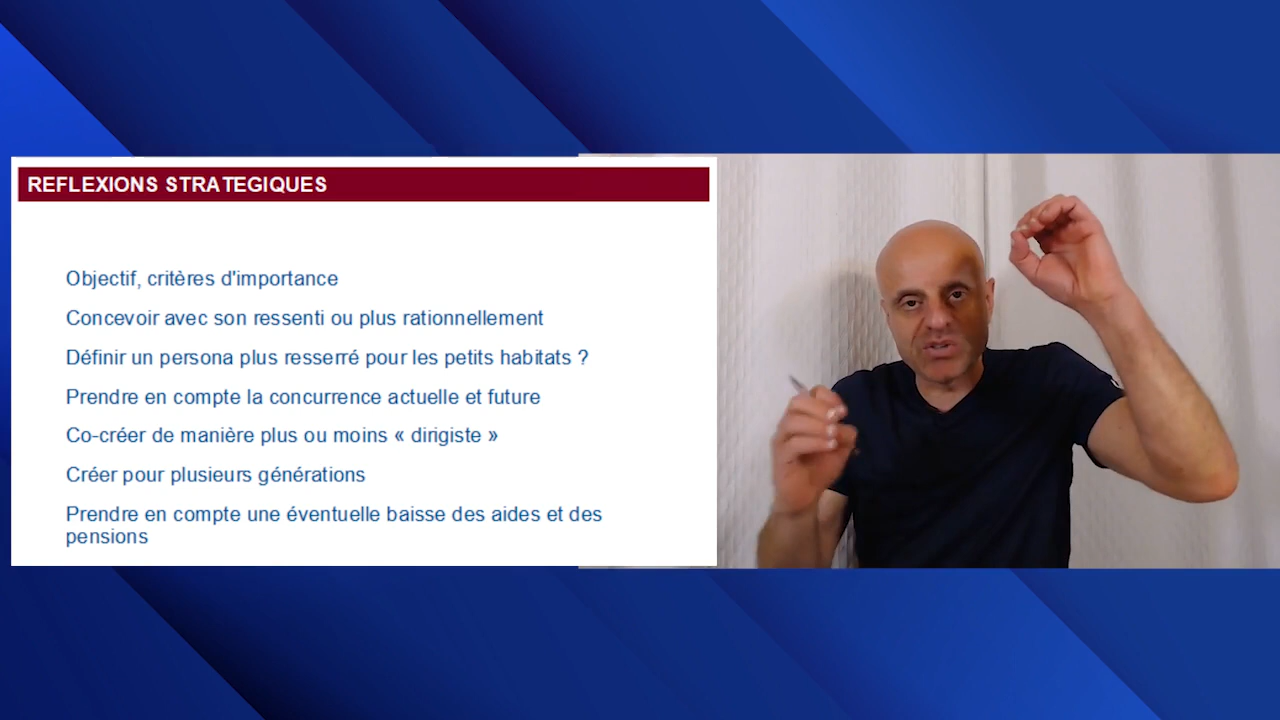 REFLEXIONS STRATEGIQUES
Objectif, critères d'importance
Concevoir avec son ressenti ou plus rationnellement
Définir un persona plus resserré pour les petits habitats ?
Prendre en compte la concurrence actuelle et future
Co-créer de manière plus ou moins « dirigiste »
Créer pour plusieurs générations
Prendre en compte une éventuelle baisse des aides et des
pensions